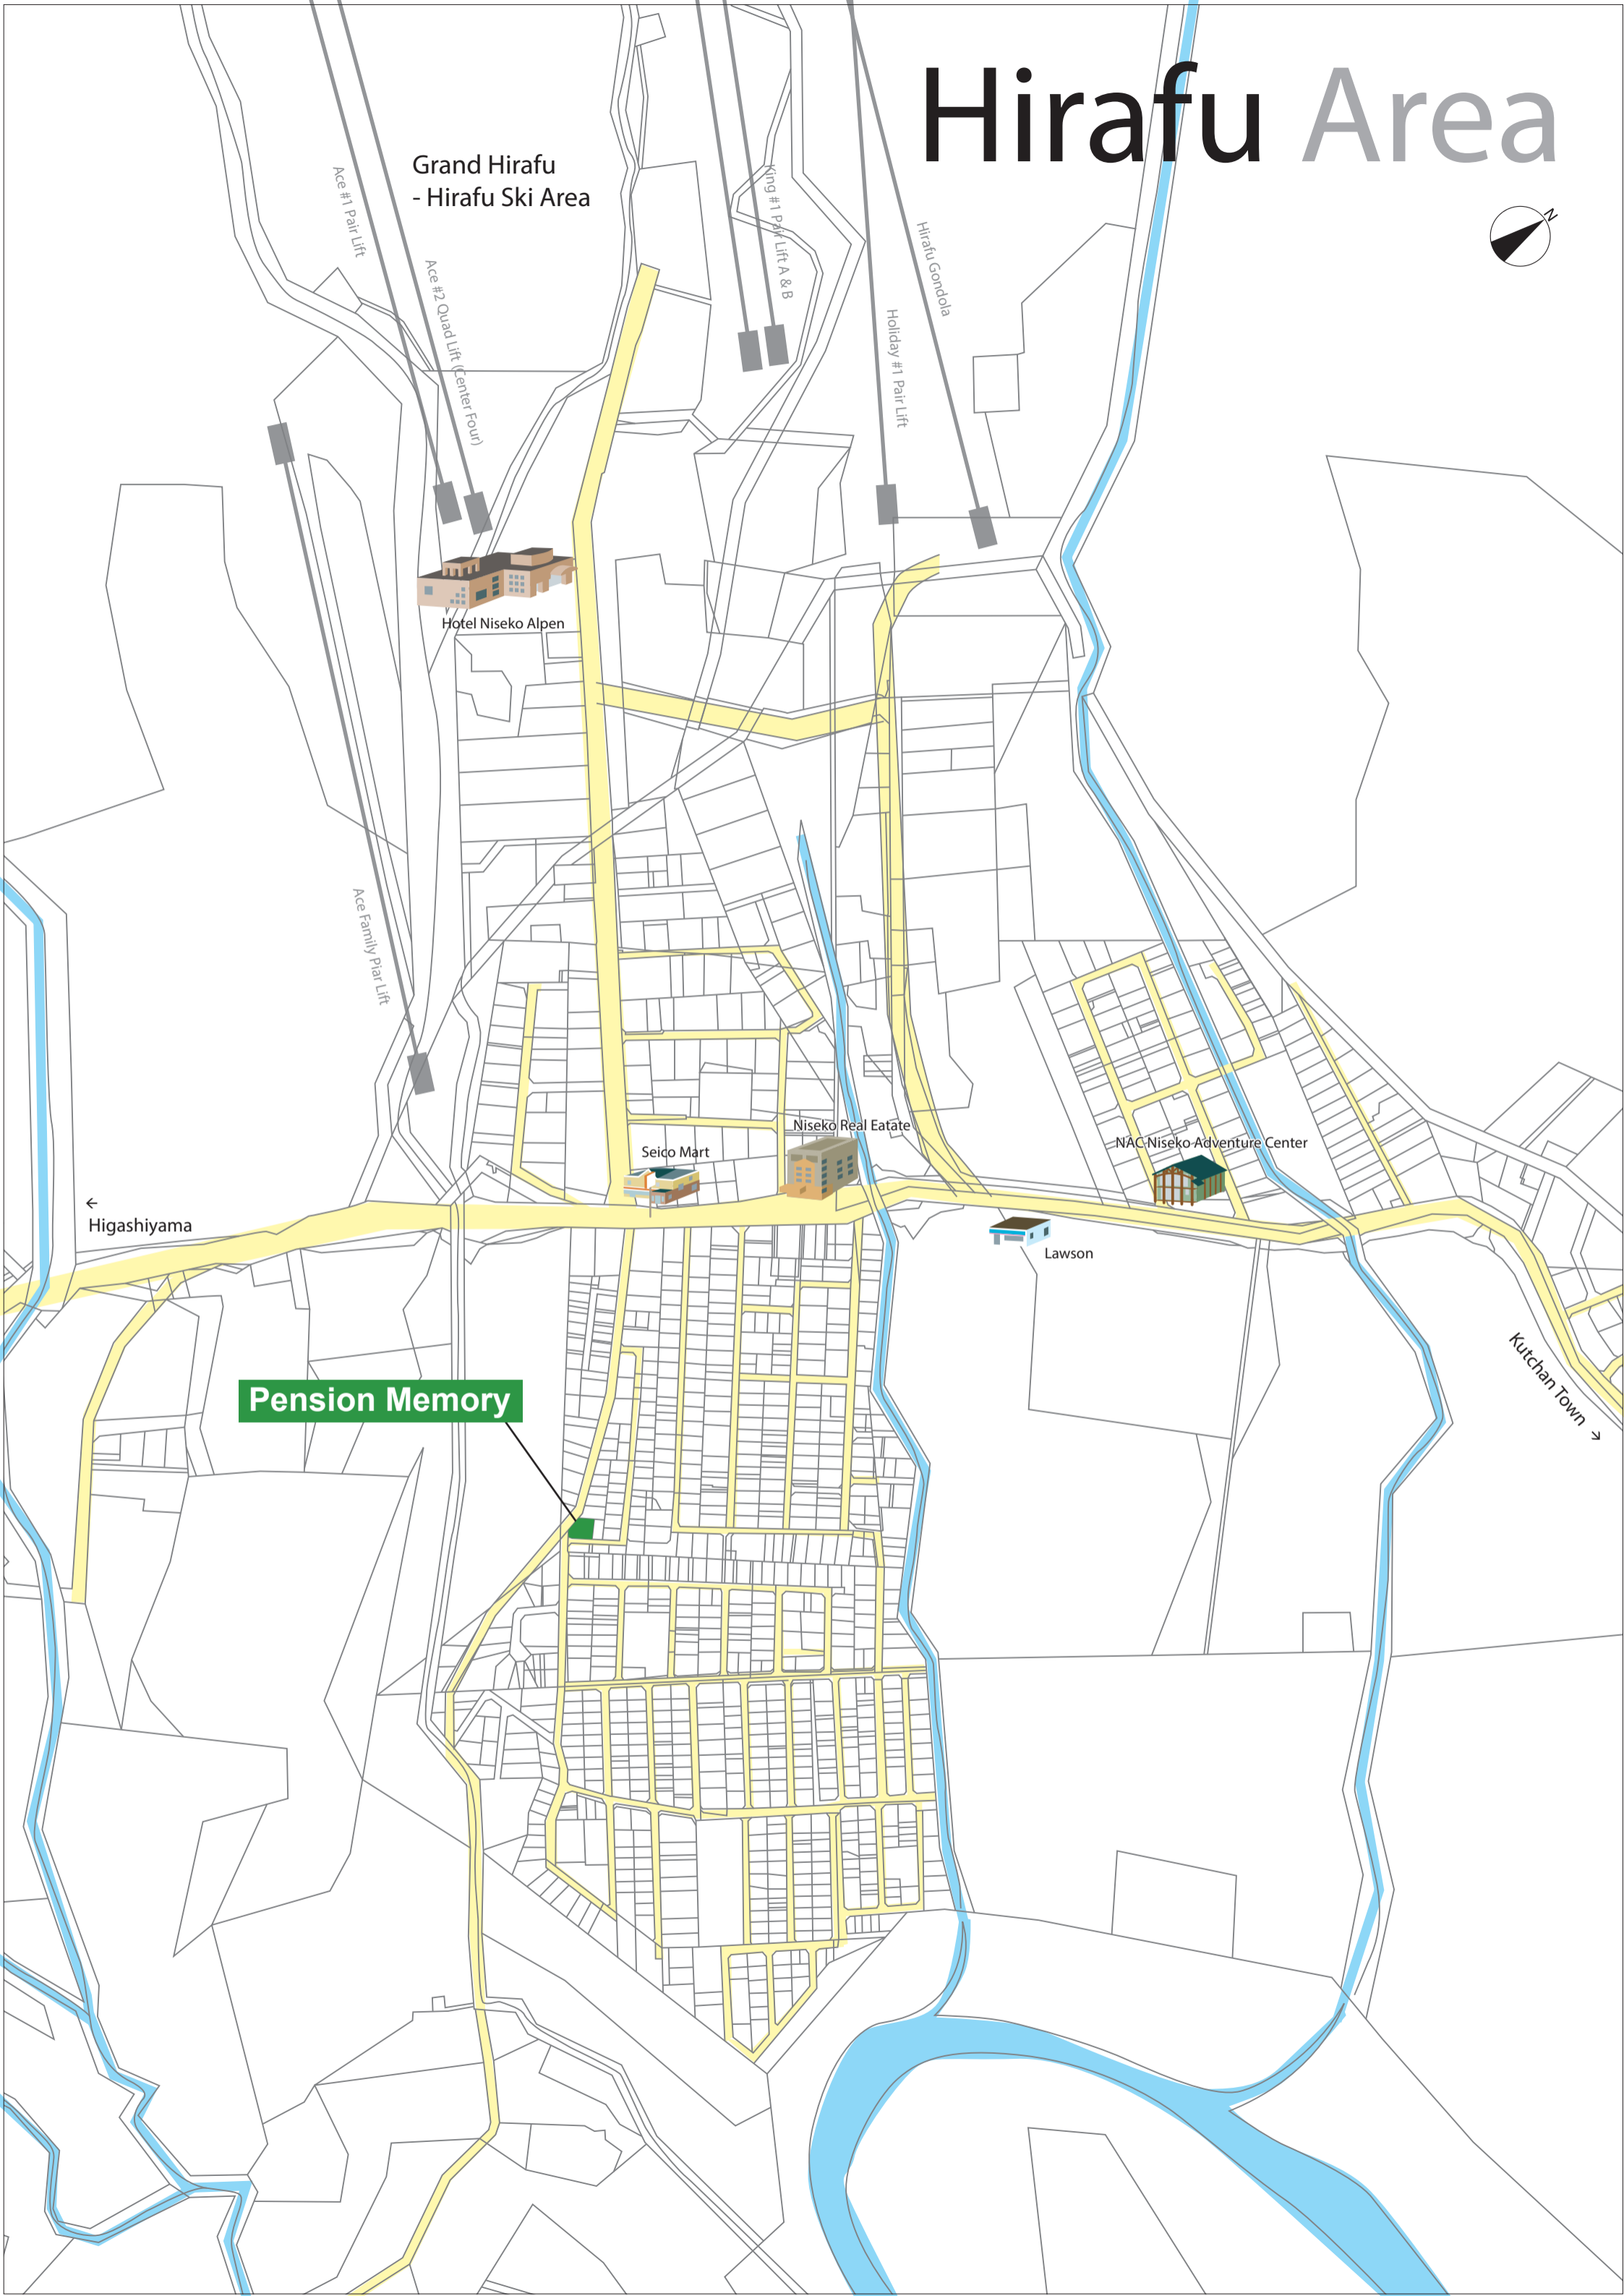 Hirafu Area
N
Grand Hirafu
- Hirafu Ski Area
Ace #1 Pair Lift
Ace #2 Quad Lift (Center Four)
King #1 Pair Lift A & B
Holiday #1 Pair Lift
Hirafu Gondola
Hotel Niseko Alpen
Ace Family Piar Lift
Niseko Real Eatate
Seico Mart
NAC Niseko Adventure Center
←
Higashiyama
Lawson
Kutchan Town →
Pension Memory